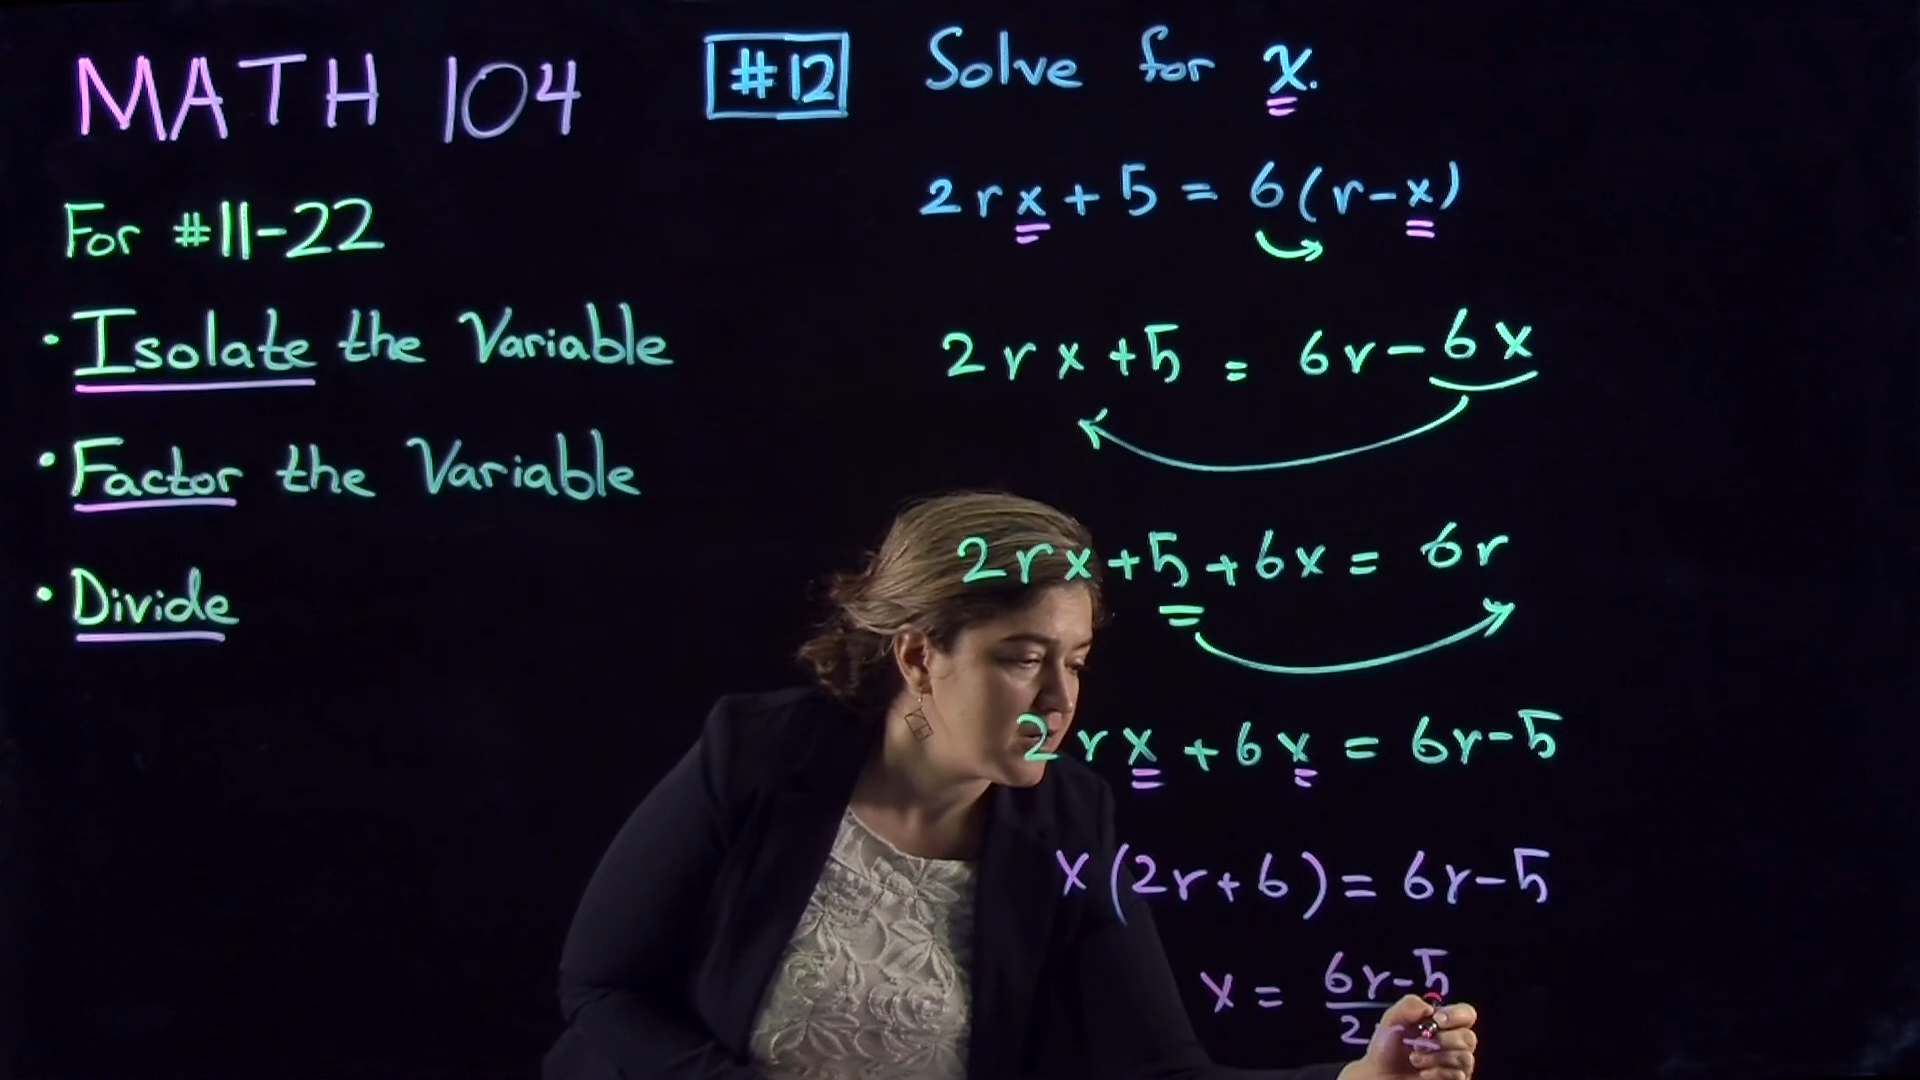 MATH 104
For #11-22
• Isolate the Variable
• Factor the Variable
• Divide
#12 Solve for x.
2rx + 5 = 6(r - x)
2rx + 5 = 6r - 6x
2rx + 5 + 6x = 6r
2rx + 6x = 6r - 5
x(2r + 6) = 6r - 5
x = 6r - 5
2r